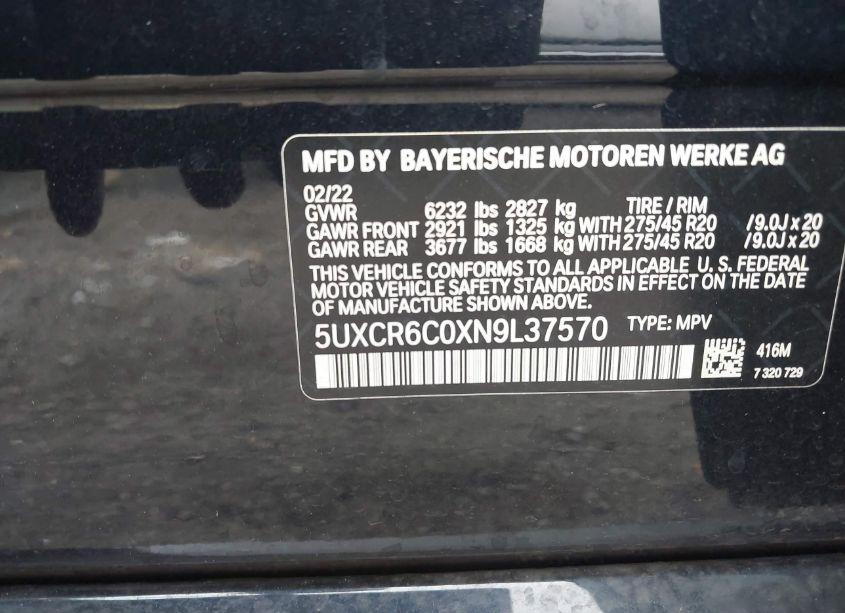 MFD BY BAYERISCHE MOTOREN WERKE AG
02/22 TIRE / RIM
GVWR 6232 lbs 2827 kg
GAWR FRONT 2921 lbs 1325 kg WITH 275/45 R20 /9.0J x 20
GAWR REAR 3677 lbs 1668 kg WITH 275/45 R20 /9.0J x 20
THIS VEHICLE CONFORMS TO ALL APPLICABLE U. S. FEDERAL
MOTOR VEHICLE SAFETY STANDARDS IN EFFECT ON THE DATE
OF MANUFACTURE SHOWN ABOVE.
5UXCR6C0XN9L37570 TYPE: MPV
416M
7 320 729